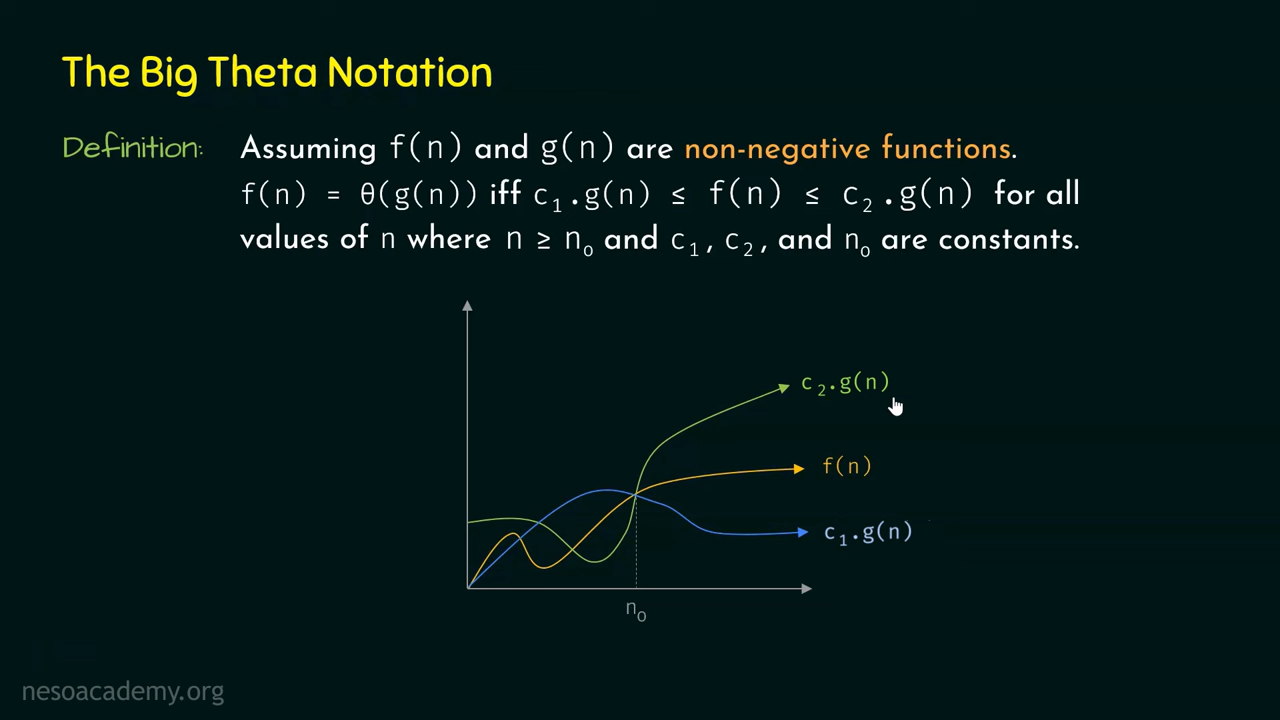 The Big Theta Notation
Definition: Assuming f(n) and g(n) are non-negative functions.
f(n) = θ(g(n)) iff c₁.g(n) ≤ f(n) ≤ c₂.g(n) for all
values of n where n ≥ n₀ and c₁, c₂, and n₀ are constants.
c₂.g(n)
f(n)
c₁.g(n)
n₀
nesoacademy.org